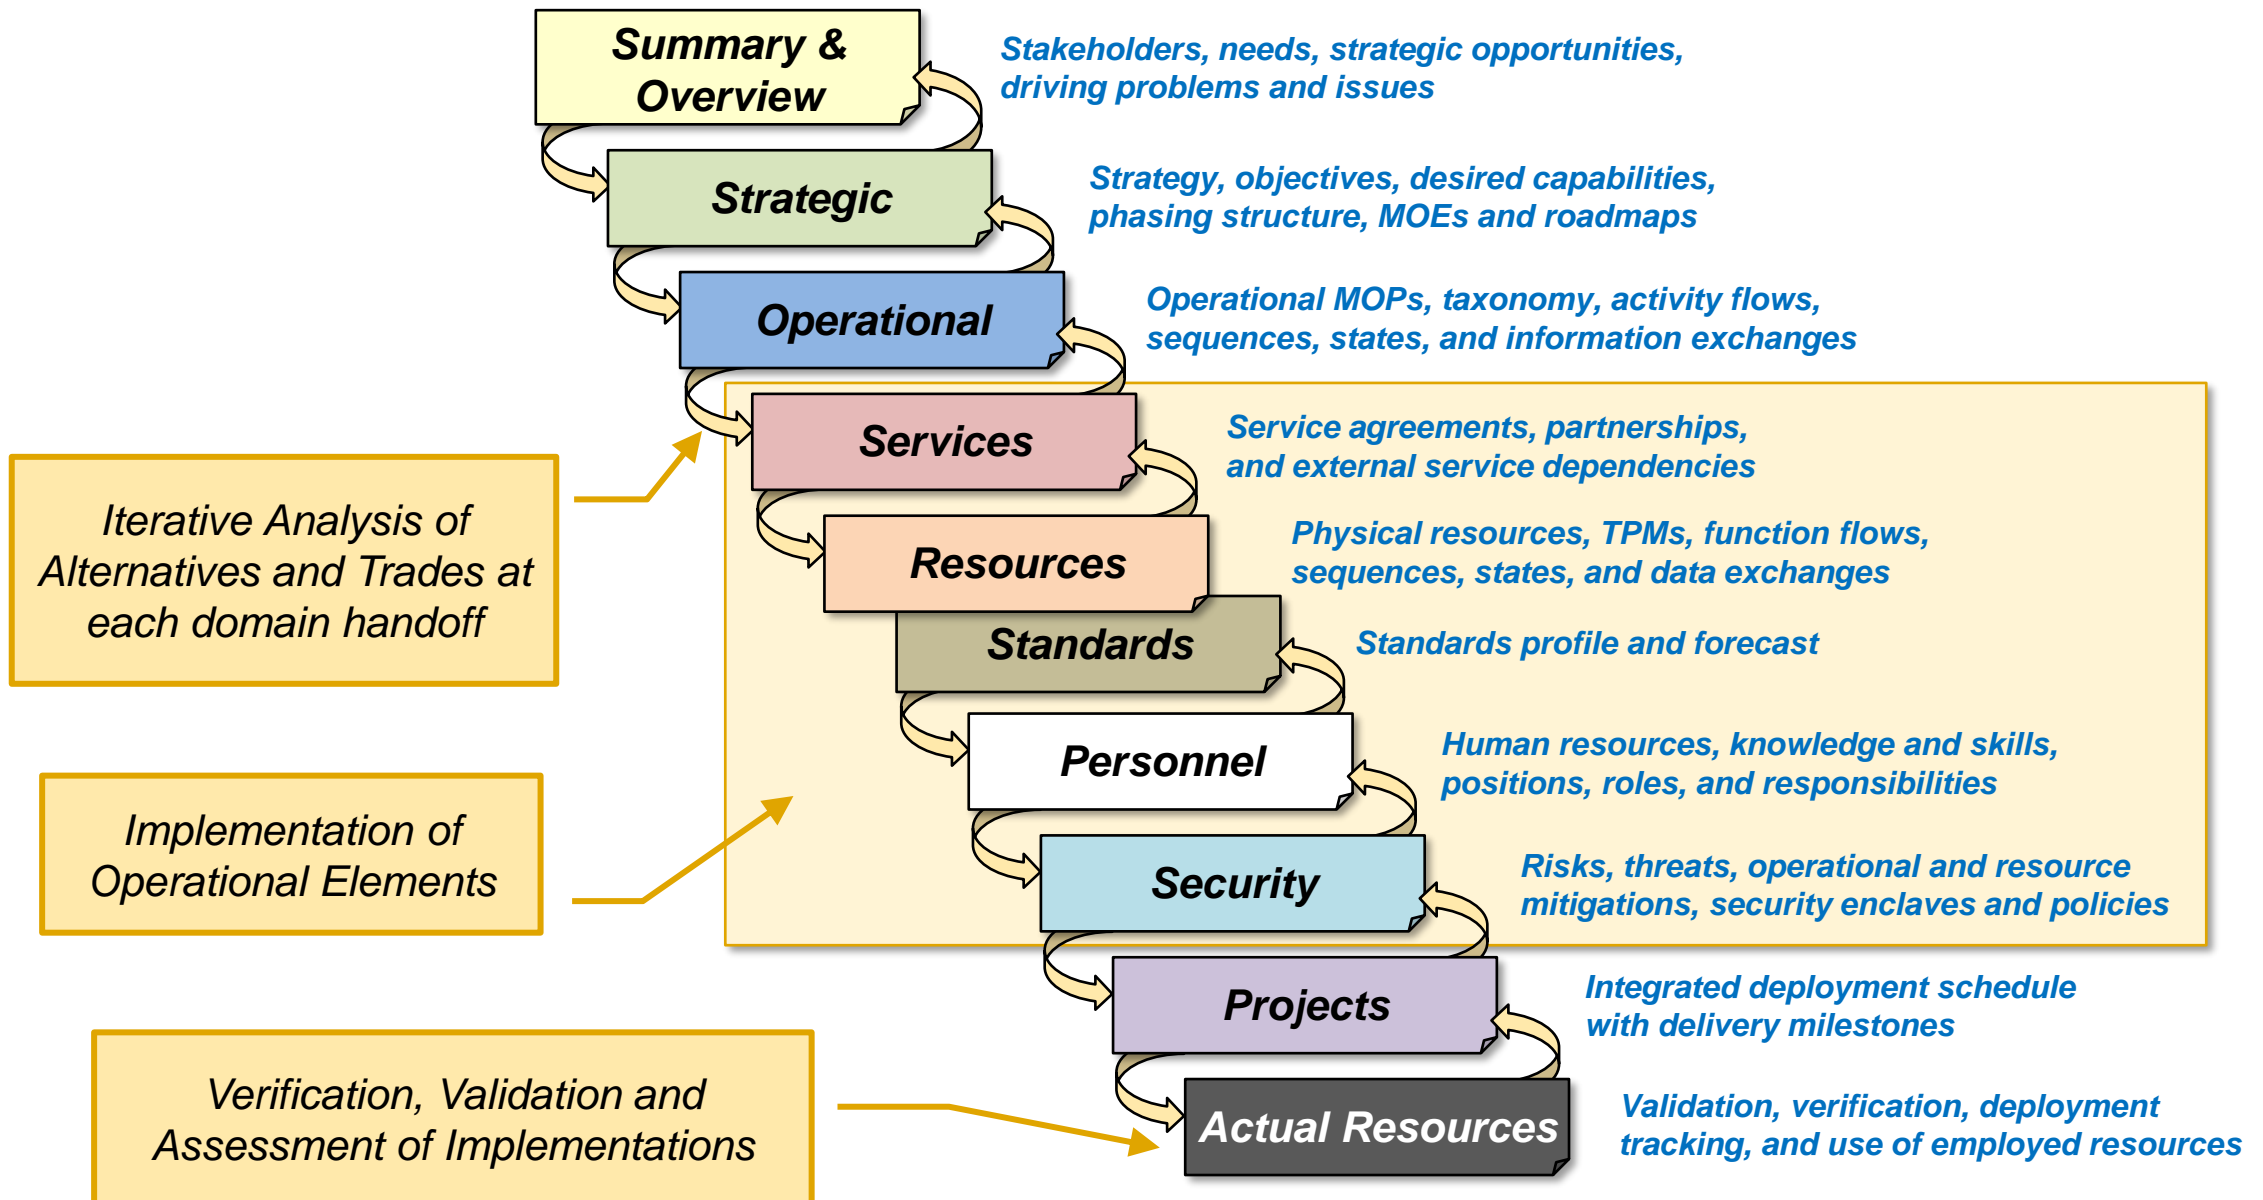 Summary &
Overview
Stakeholders, needs, strategic opportunities,
driving problems and issues
Strategic
Strategy, objectives, desired capabilities,
phasing structure, MOEs and roadmaps
Operational
Operational MOPs, taxonomy, activity flows,
sequences, states, and information exchanges
Services
Service agreements, partnerships,
and external service dependencies
Iterative Analysis of
Alternatives and Trades at
each domain handoff
Resources
Physical resources, TPMs, function flows,
sequences, states, and data exchanges
Standards
Standards profile and forecast
Personnel
Human resources, knowledge and skills,
positions, roles, and responsibilities
Implementation of
Operational Elements
Security
Risks, threats, operational and resource
mitigations, security enclaves and policies
Projects
Integrated deployment schedule
with delivery milestones
Verification, Validation and
Assessment of Implementations
Actual Resources
Validation, verification, deployment
tracking, and use of employed resources